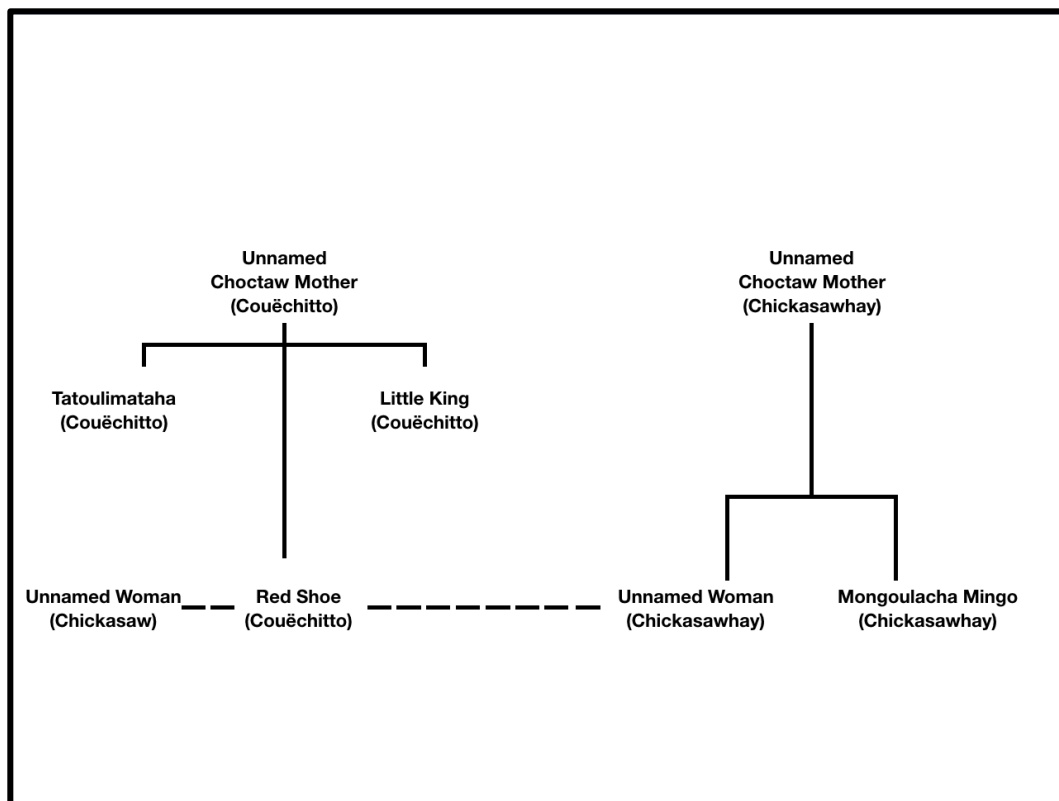 Unnamed
Choctaw Mother
(Couëchitto)
Unnamed
Choctaw Mother
(Chickasawhay)
Tatoulimataha
(Couëchitto)
Little King
(Couëchitto)
Unnamed Woman
(Chickasaw)
Red Shoe
(Couëchitto)
Unnamed Woman
(Chickasawhay)
Mongoulacha Mingo
(Chickasawhay)